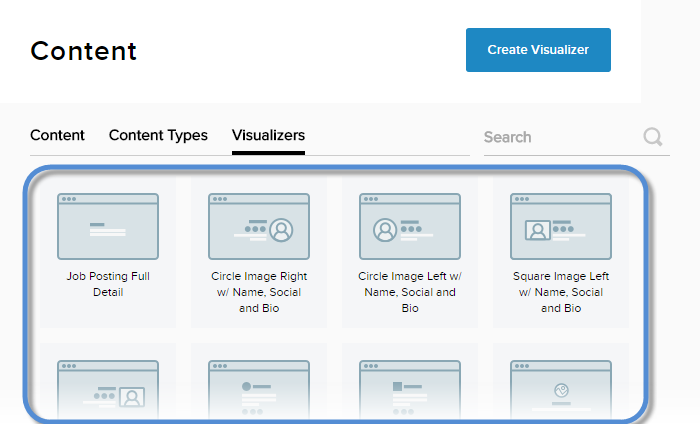 Content
Create Visualizer
Content
Content Types
Visualizers
Search
Job Posting Full
Detail
Circle Image Right
w/ Name, Social
and Bio
Circle Image Left w/
Name, Social and
Bio
Square Image Left
w/ Name, Social
and Bio